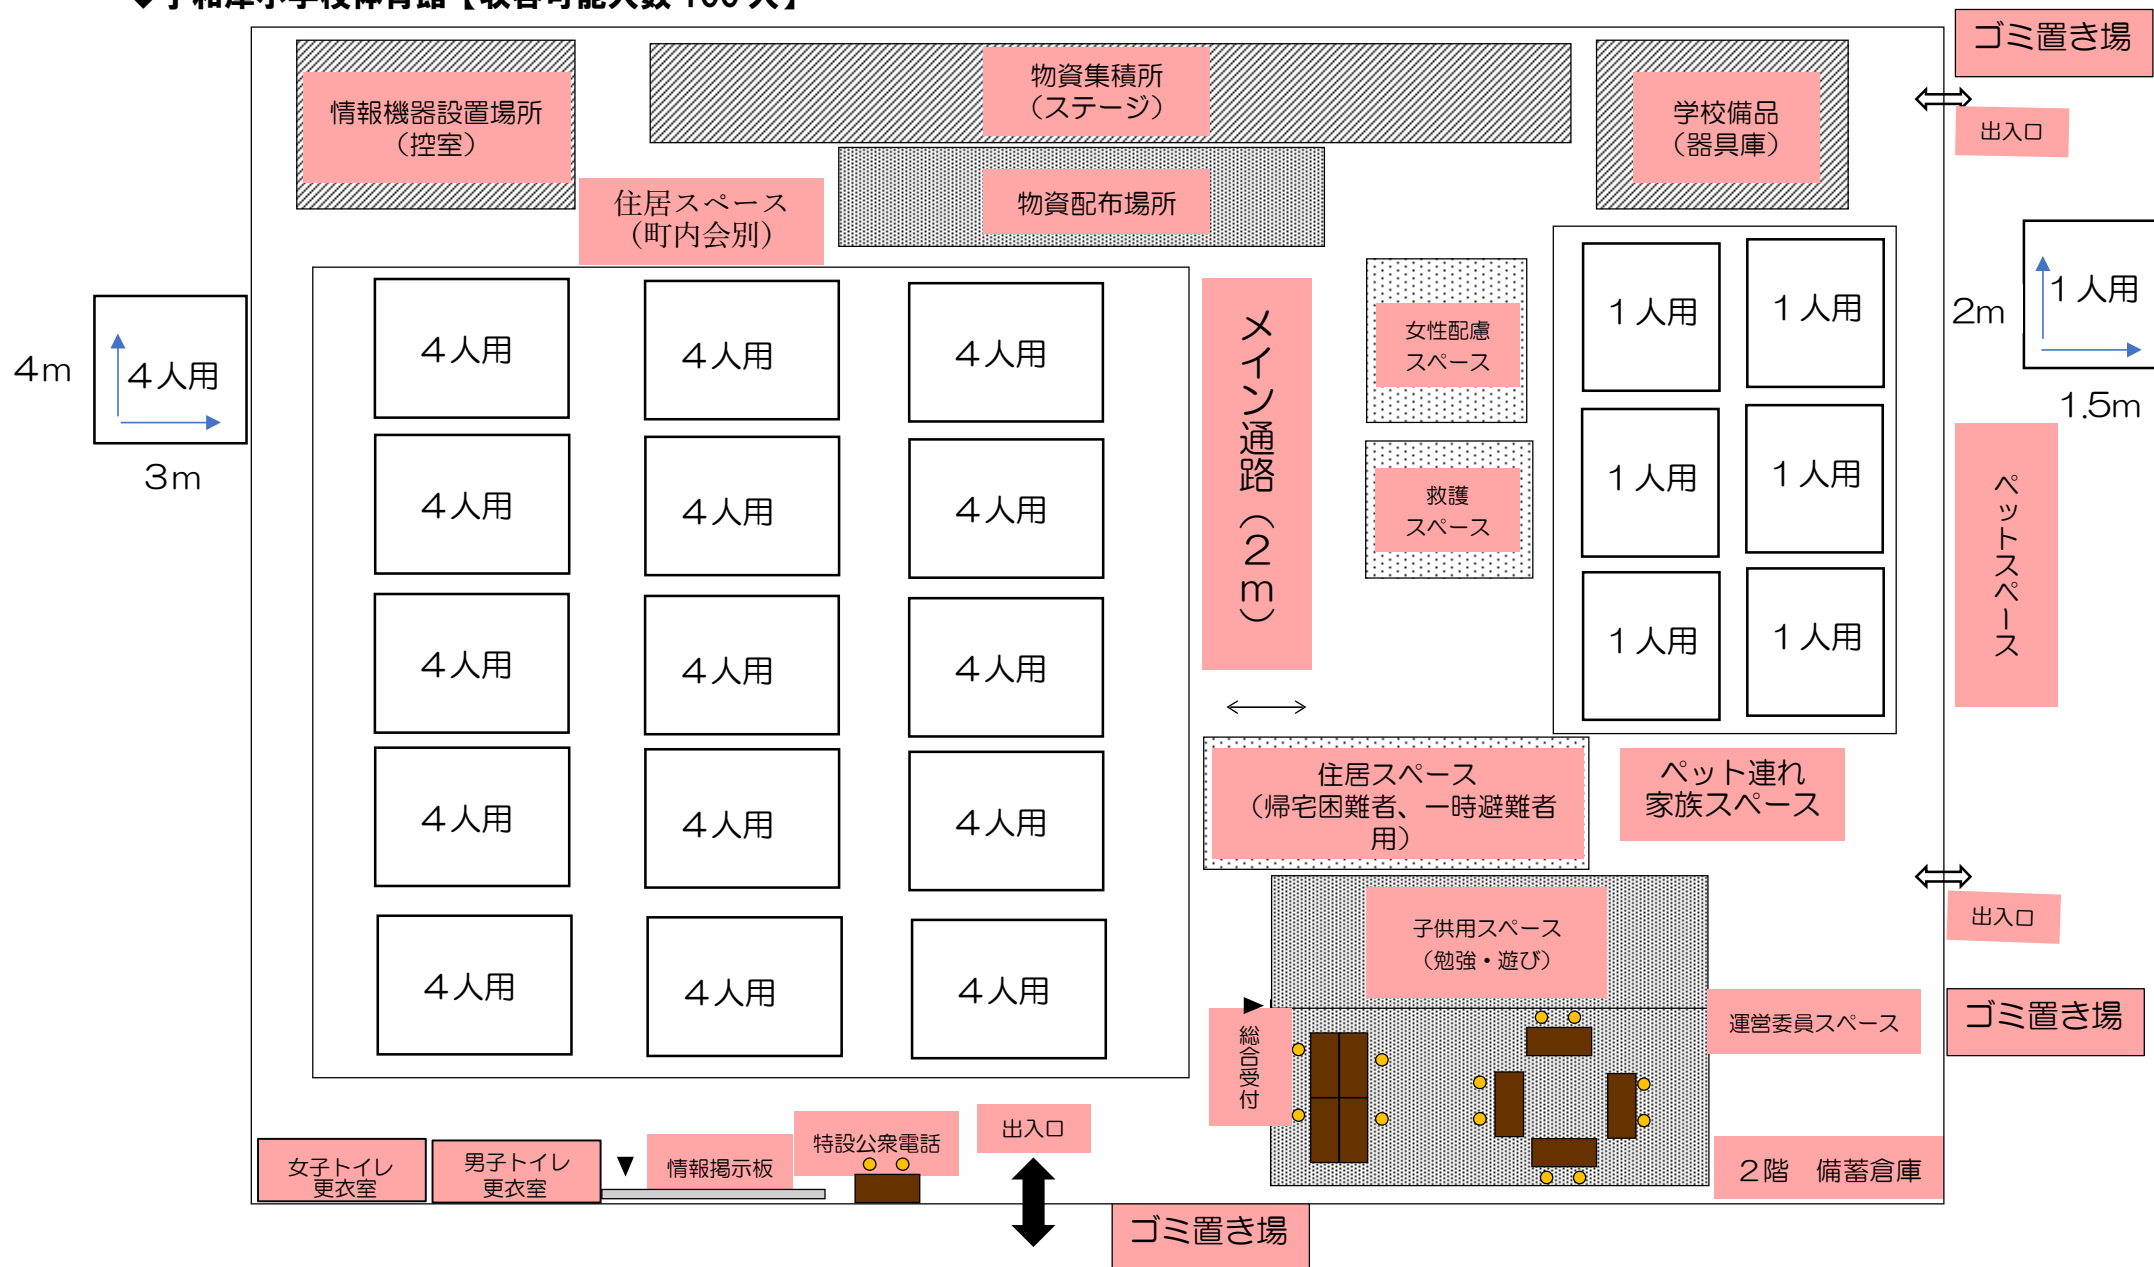 ゴミ置き場
物資集積所
（ステージ）
情報機器設置場所
（控室）
学校備品
（器具庫）
出入口
住居スペース
（町内会別）
物資配布場所
4人用
4人用
4人用
メイン通路（2m）
女性配慮
スペース
1人用
1人用
2m
1人用
1.5m
4m
4人用
3m
4人用
4人用
4人用
救護
スペース
1人用
1人用
ペットスペース
4人用
4人用
4人用
1人用
1人用
4人用
4人用
4人用
住居スペース
（帰宅困難者、一時避難者
用）
ペット連れ
家族スペース
出入口
子供用スペース
（勉強・遊び）
4人用
4人用
4人用
総合受付
運営委員スペース
ゴミ置き場
女子トイレ
更衣室
男子トイレ
更衣室
情報掲示板
特設公衆電話
出入口
2階　備蓄倉庫
ゴミ置き場